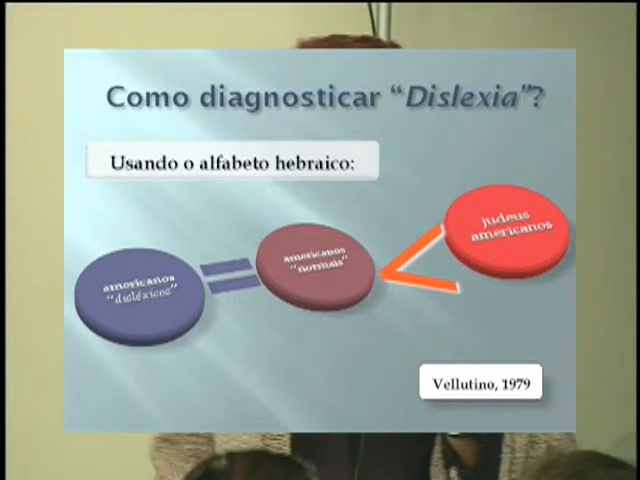 Como diagnosticar “Dislexia”?
Usando o alfabeto hebraico:
judeus
americanos
americanos
“normais”
americanos
“disléxicos”
Vellutino, 1979